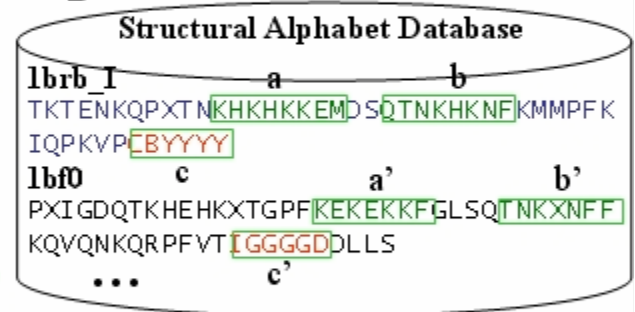 Structural Alphabet Database
1brb_I a b
TKTENKQPXTNKHKHKKEMDSQTNKHKNFKMMPFK
IQPKVPCBYYYY
1bf0 c a’ b’
PXIGDQTKHEHKXTGPFKEKEKKFGLSQTNKXNFF
KQVQNKQRPFVTIGGGGDDLLS
... c’